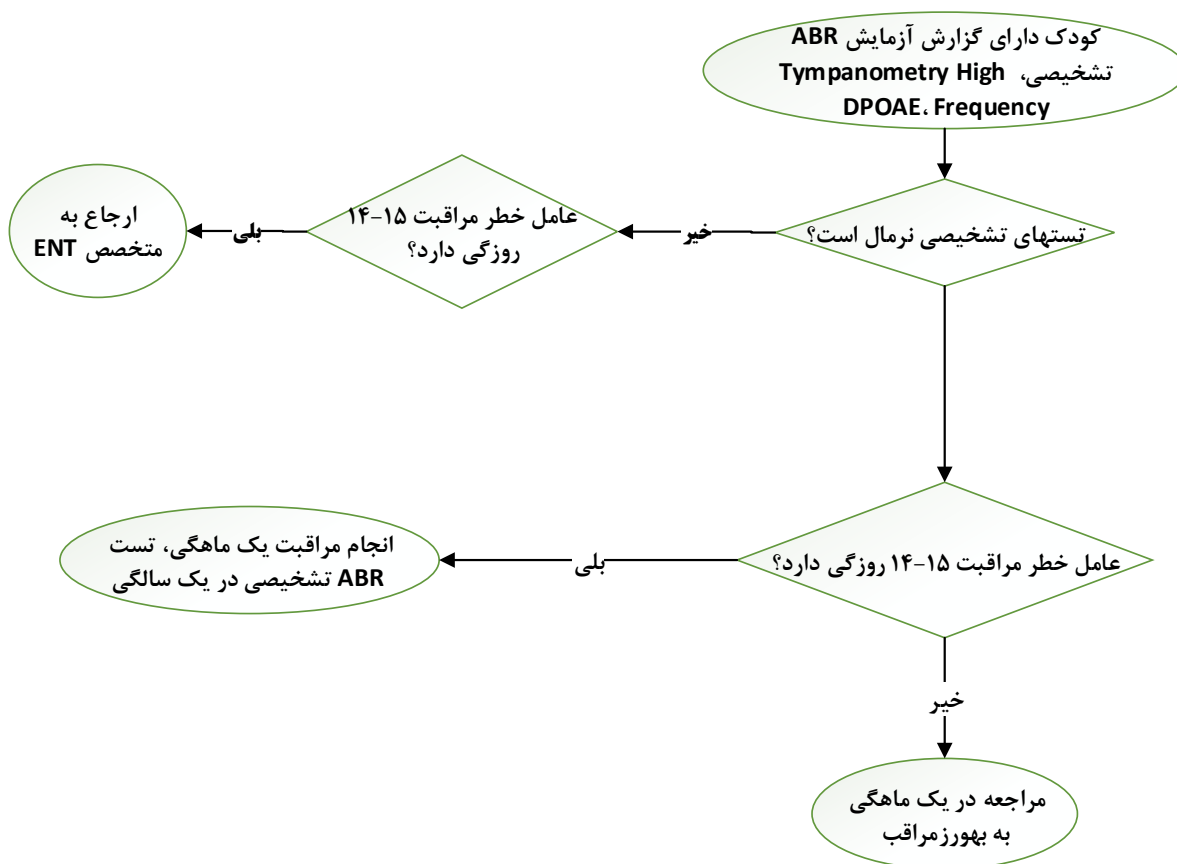 کودک دارای گزارش آزمایش ABR
تشخیصی، Tympanometry High
Frequency ،DPOAE
تستهای تشخیصی نرمال است؟
خیر
عامل خطر مراقبت ۱۵-۱۴
روزگی دارد؟
بلی
ارجاع به
متخصص ENT
عامل خطر مراقبت ۱۵-۱۴ روزگی دارد؟
بلی
انجام مراقبت یک ماهگی، تست
ABR تشخیصی در یک سالگی
خیر
مراجعه در یک ماهگی
به بهورزمراقب